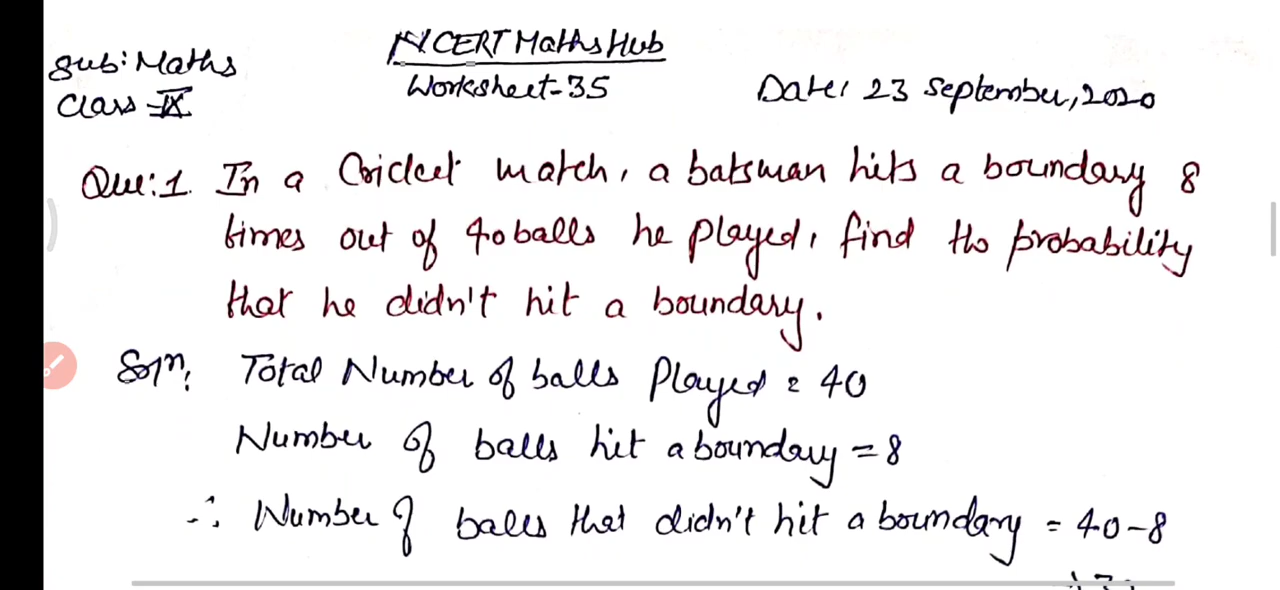 NCERT Maths Hub
Sub: Maths
Worksheet-35
Class-IX
Date: 23 September, 2020
Que:1. In a Cricket match, a batsman hits a boundary 8
times out of 40 balls he played, find the probability
that he didn't hit a boundary.
Soln: Total Number of balls Played = 40
Number of balls hit a boundary = 8
∴ Number of balls that didn't hit a boundary = 40-8